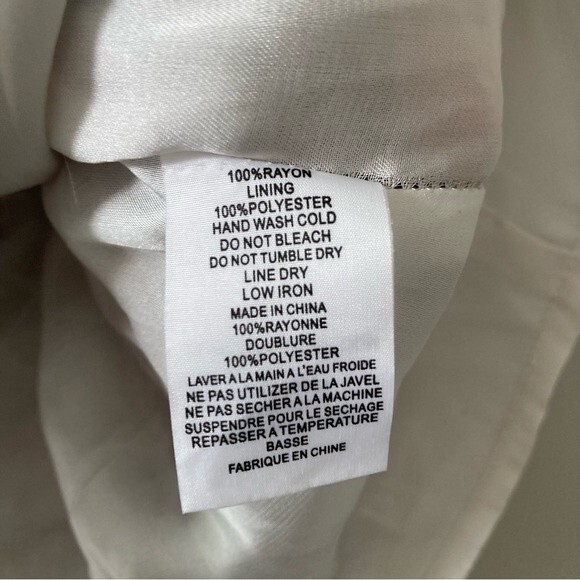 100%RAYON
LINING
100%POLYESTER
HAND WASH COLD
DO NOT BLEACH
DO NOT TUMBLE DRY
LINE DRY
LOW IRON
MADE IN CHINA
100%RAYONNE
DOUBLURE
100%POLYESTER
LAVER A LA MAIN A L'EAU FROIDE
NE PAS UTILIZER DE LA JAVEL
NE PAS SECHER A LA MACHINE
SUSPENDRE POUR LE SECHAGE
REPASSER A TEMPERATURE
BASSE
FABRIQUE EN CHINE